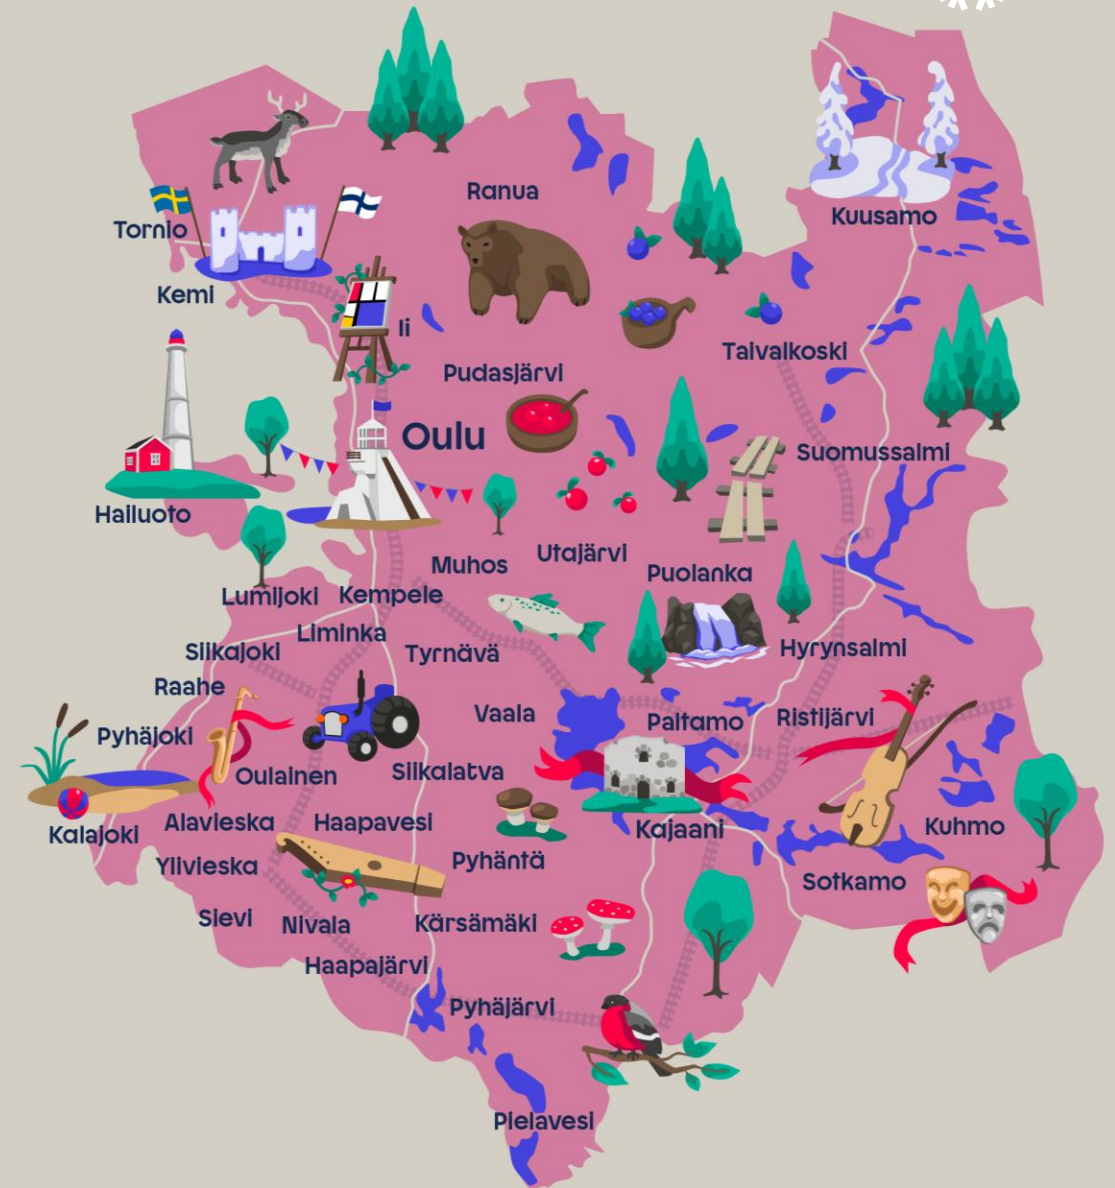 Ranua
Kuusamo
Tornio
Kemi
Ii
Taivalkoski
Pudasjärvi
Oulu
Suomussalmi
Hailuoto
Utajärvi
Muhos
Puolanka
Lumijoki
Kempele
Liminka
Hyrynsalmi
Siikajoki
Tyrnävä
Raahe
Vaala
Paltamo
Ristijärvi
Pyhäjoki
Oulainen
Siikalatva
Kalajoki
Alavieska
Haapavesi
Kajaani
Kuhmo
Ylivieska
Pyhäntä
Sotkamo
Sievi
Nivala
Kärsämäki
Haapajärvi
Pyhäjärvi
Pielavesi